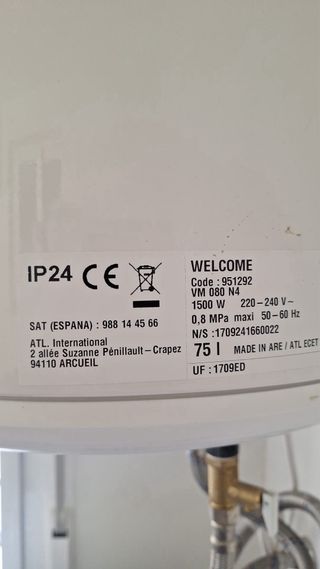 IP24 CE
SAT (ESPANA) : 988 14 45 66
ATL. International
2 allée Suzanne Pénillault – Crapez
94110 ARCUEIL
WELCOME
Code : 951292
VM 080 N4
1500 W 220 – 240 V ~
0,8 MPa maxi 50 – 60 Hz
N/S :1709241660022
75 l MADE IN ARE / ATL ECET
UF : 1709ED